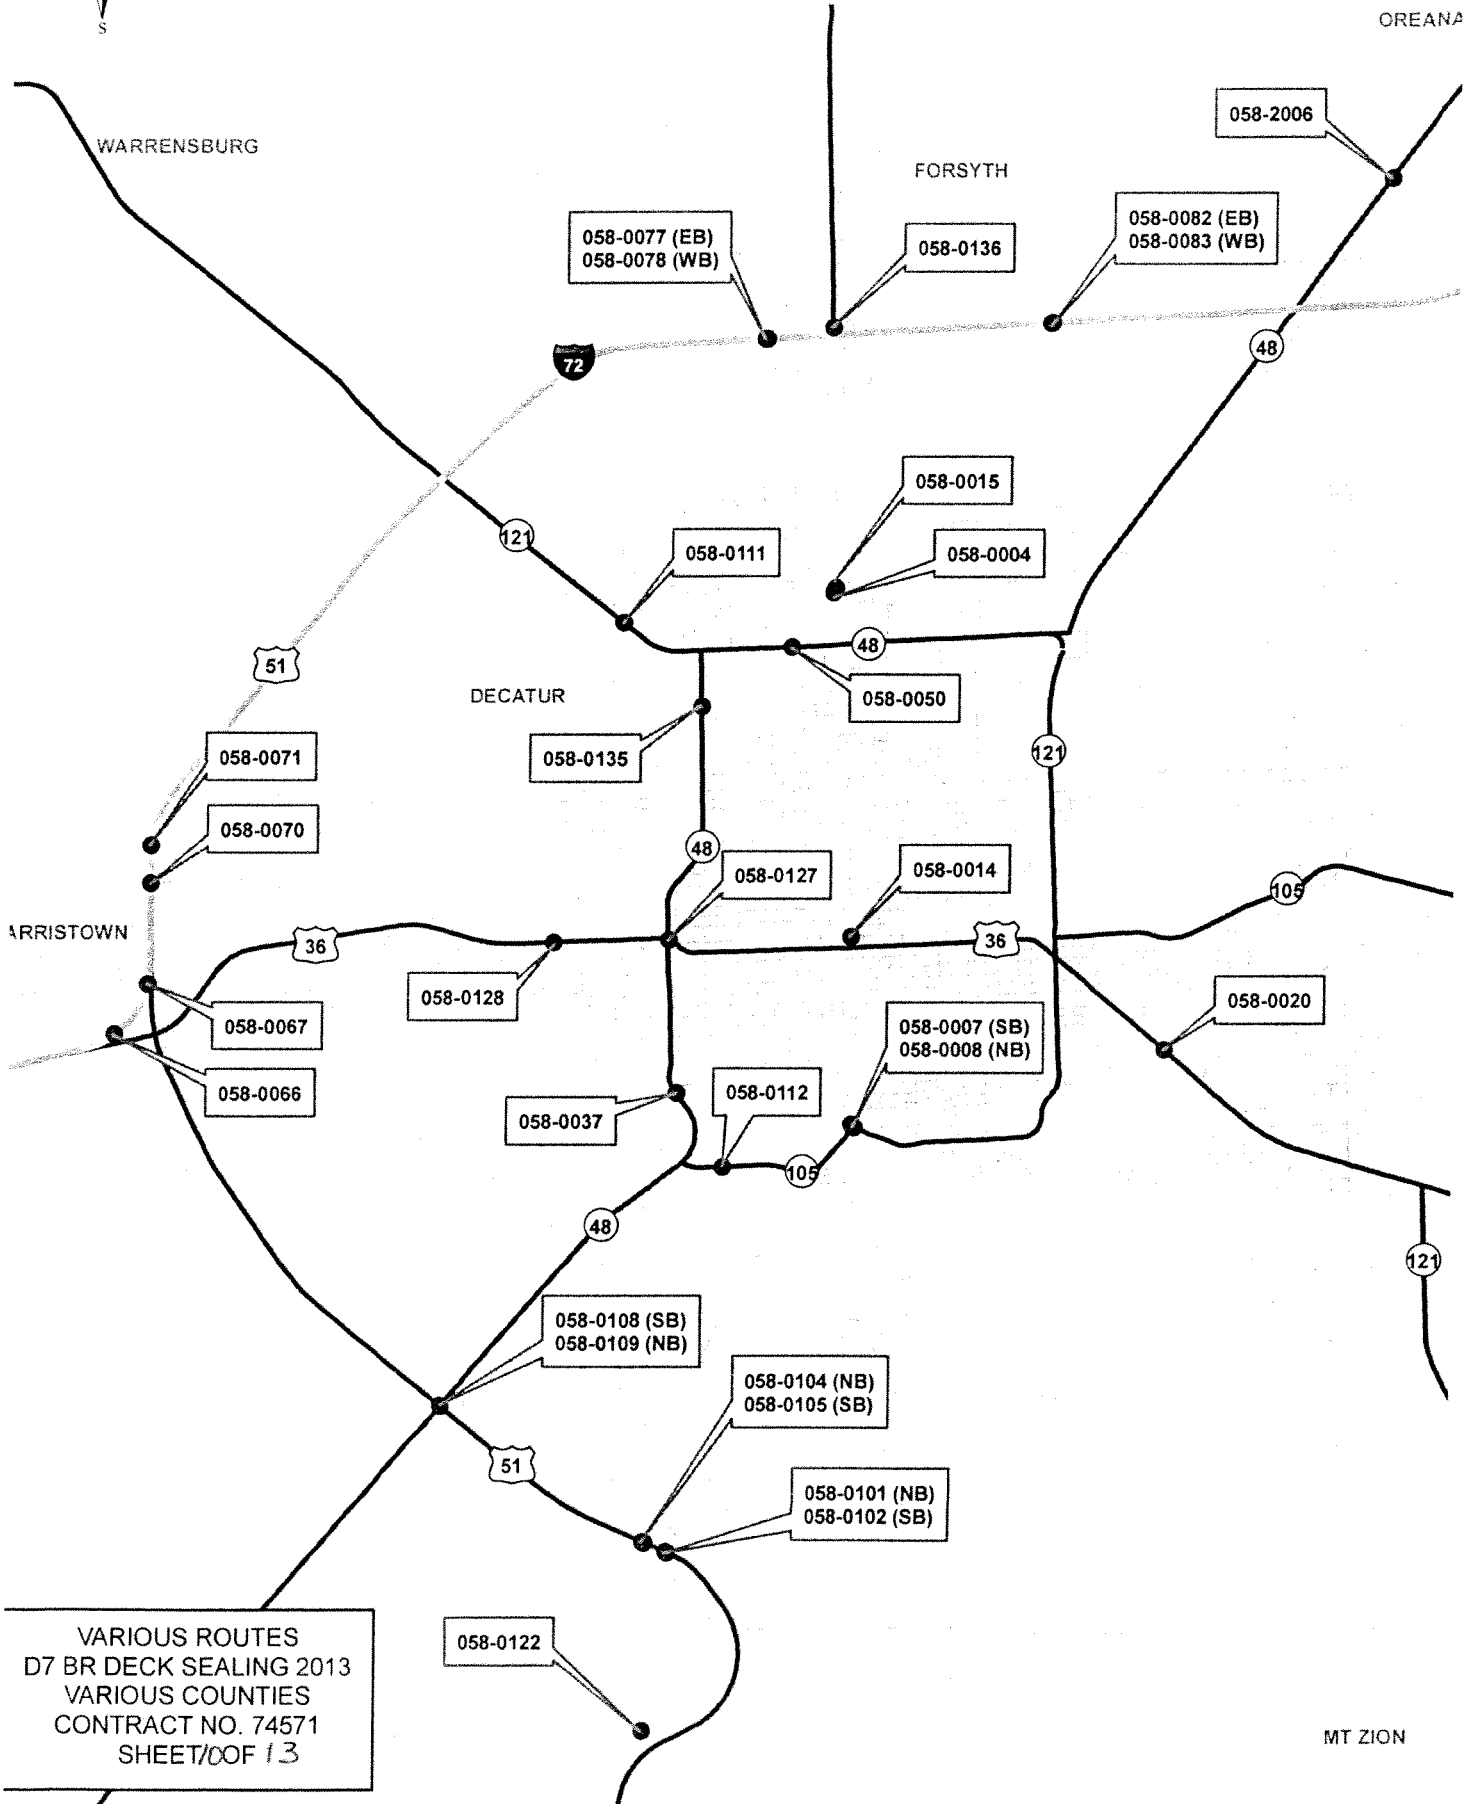 S
OREANA
058-2006
WARRENSBURG
FORSYTH
058-0082 (EB)
058-0083 (WB)
058-0077 (EB)
058-0078 (WB)
058-0136
48
72
058-0015
121
058-0111
058-0004
48
51
DECATUR
058-0050
058-0135
121
058-0071
058-0070
48
058-0127
058-0014
105
ARRISTOWN
36
36
058-0128
058-0020
058-0067
058-0007 (SB)
058-0008 (NB)
058-0066
058-0037
058-0112
105
48
121
058-0108 (SB)
058-0109 (NB)
058-0104 (NB)
058-0105 (SB)
51
058-0101 (NB)
058-0102 (SB)
058-0122
VARIOUS ROUTES
D7 BR DECK SEALING 2013
VARIOUS COUNTIES
CONTRACT NO. 74571
SHEET 10 OF 13
MT ZION